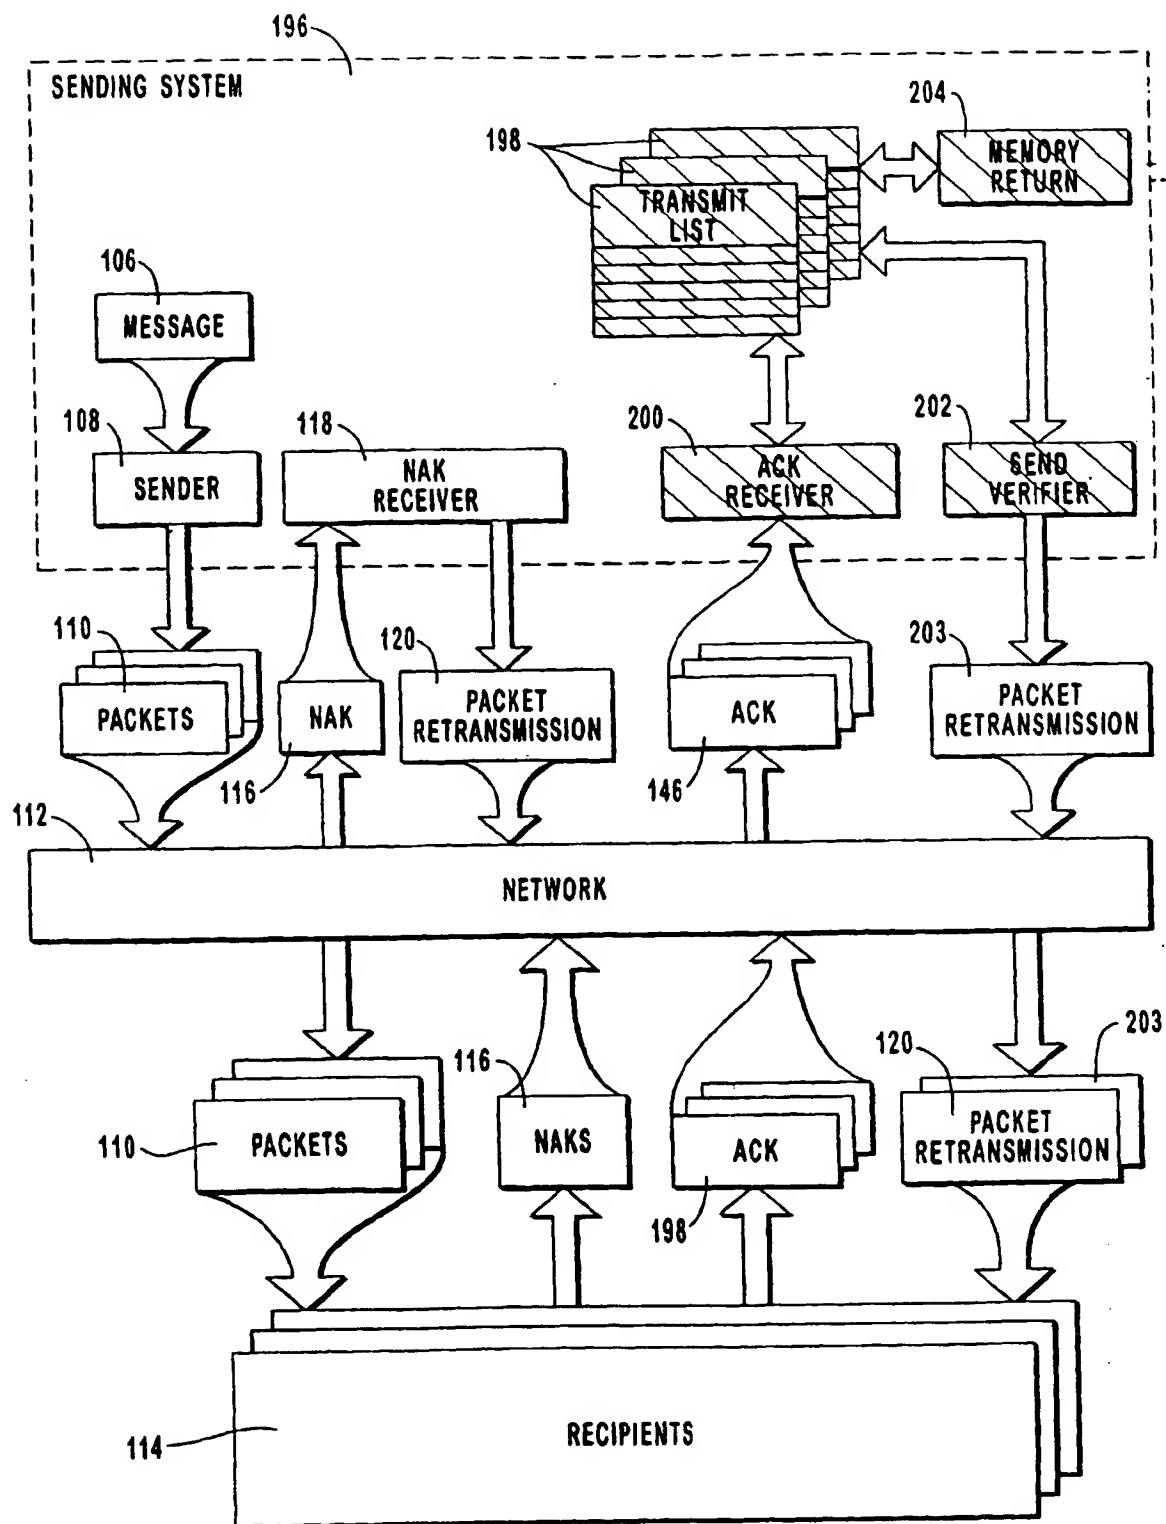 196
SENDING SYSTEM
204
MEMORY
RETURN
198
TRANSMIT
LIST
106
MESSAGE
108
SENDER
118
NAK
RECEIVER
200
ACK
RECEIVER
202
SEND
VERIFIER
110
PACKETS
NAK
116
120
PACKET
RETRANSMISSION
ACK
146
203
PACKET
RETRANSMISSION
112
NETWORK
110
PACKETS
116
NAKS
ACK
198
120
203
PACKET
RETRANSMISSION
114
RECIPIENTS